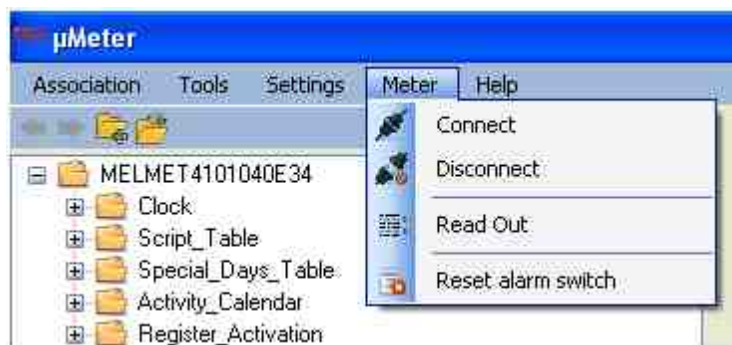 µMeter
Association Tools Settings Meter Help
Connect
Disconnect
Read Out
Reset alarm switch
MELMET4101040E34
Clock
Script_Table
Special_Days_Table
Activity_Calendar
Register_Activation